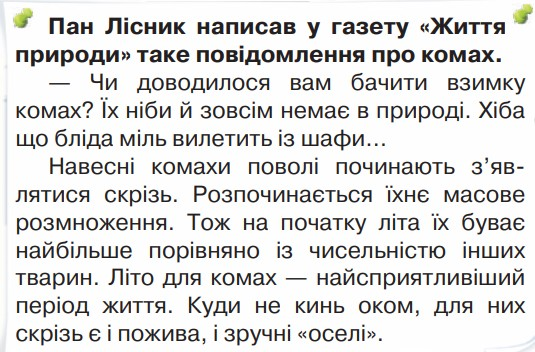 Пан Лісник написав у газету «Життя
природи» таке повідомлення про комах.
— Чи доводилося вам бачити взимку
комах? Їх ніби й зовсім немає в природі. Хіба
що бліда міль вилетить із шафи…
Навесні комахи поволі починають з’яв-
лятися скрізь. Розпочинається їхнє масове
розмноження. Тож на початку літа їх буває
найбільше порівняно із чисельністю інших
тварин. Літо для комах — найсприятливіший
період життя. Куди не кинь оком, для них
скрізь є і пожива, і зручні «оселі».